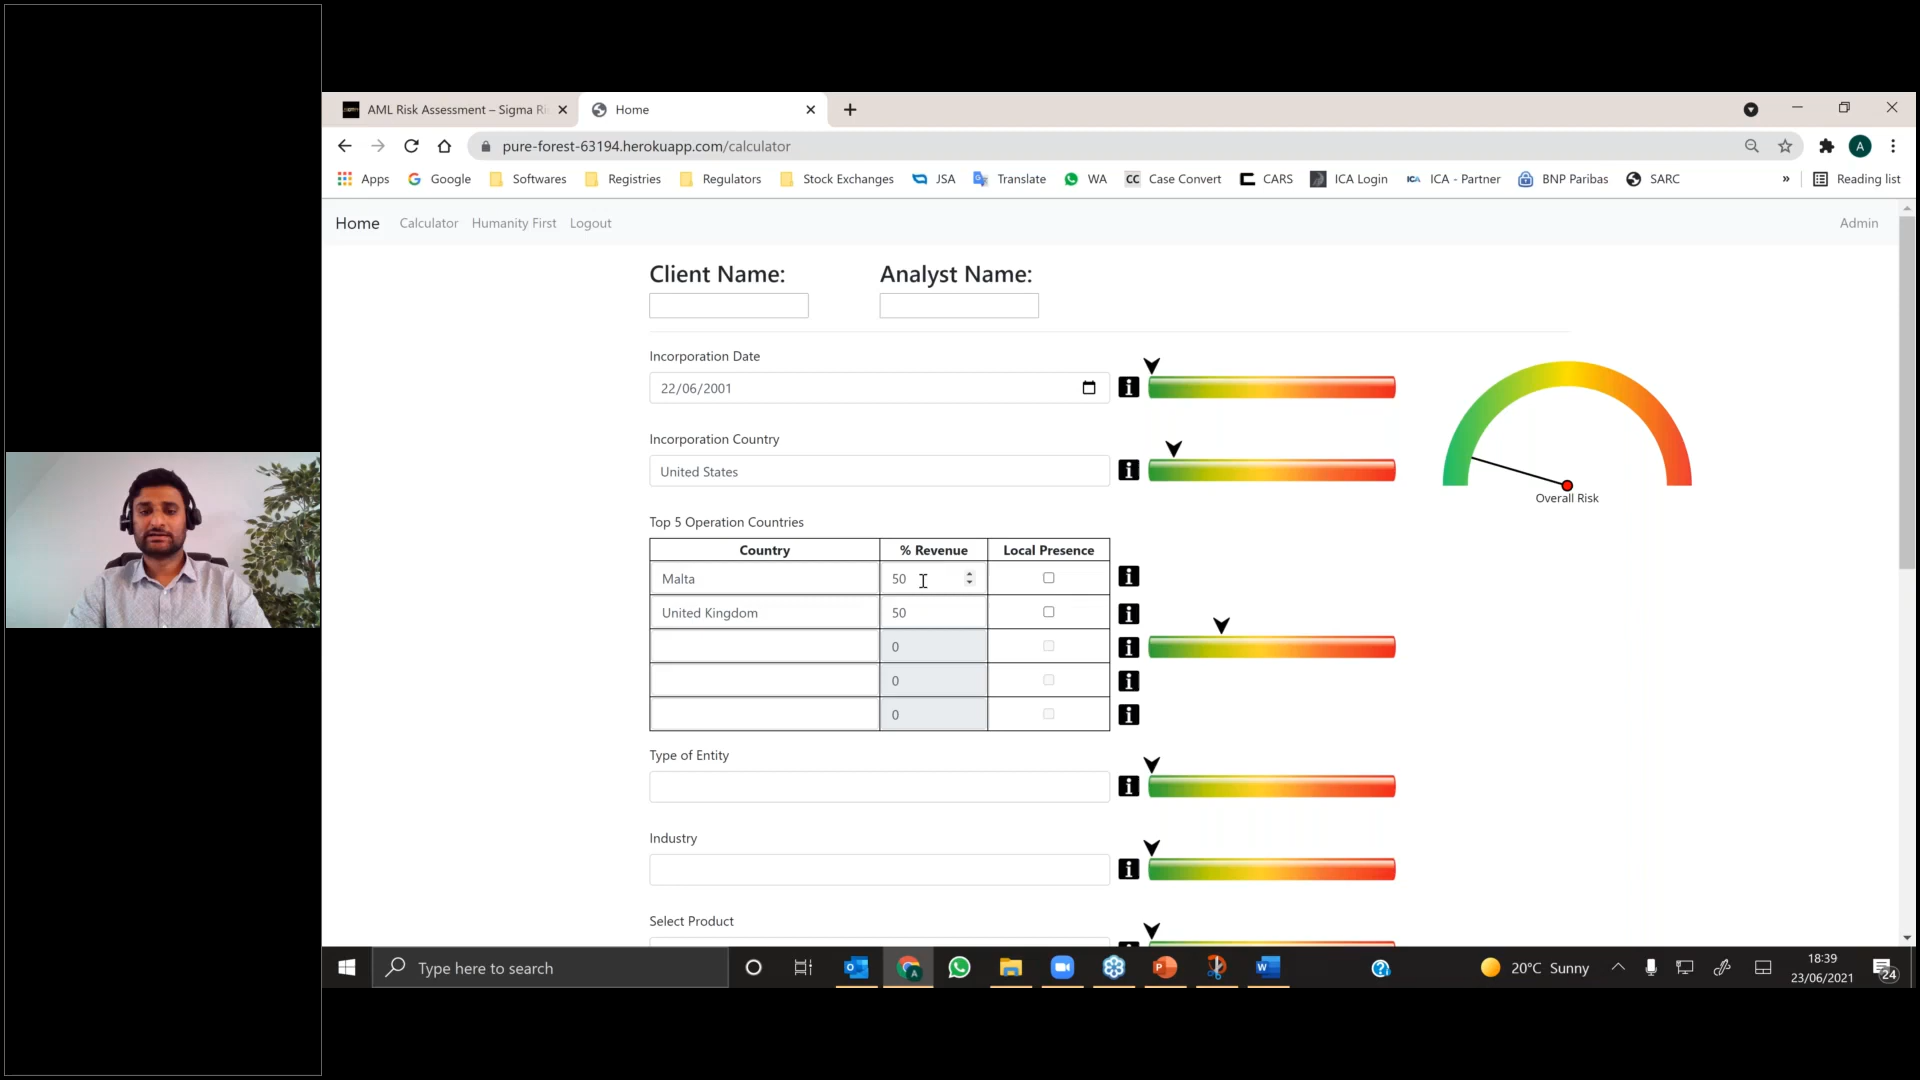 AML Risk Assessment – Sigma Ri
Home
pure-forest-63194.herokuapp.com/calculator
Apps Google Softwares Registries Regulators Stock Exchanges JSA Translate WA CC Case Convert CARS ICA Login ICA ICA - Partner BNP Paribas SARC » Reading list
Home Calculator Humanity First Logout Admin
Client Name: Analyst Name:
Incorporation Date
22/06/2001
Incorporation Country
United States
Overall Risk
Top 5 Operation Countries
Country % Revenue Local Presence
Malta 50
United Kingdom 50
0
0
0
Type of Entity
Industry
Select Product
Type here to search
20°C Sunny
18:39
23/06/2021
24